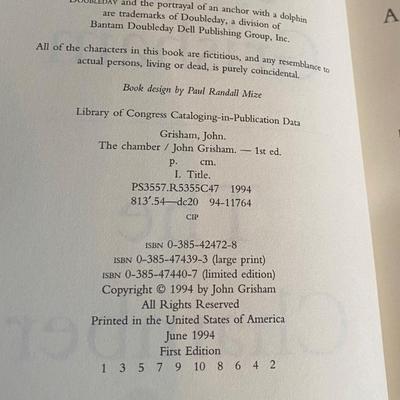 DOUBLEDAY and the portrayal of an anchor with a dolphin
are trademarks of Doubleday, a division of
Bantam Doubleday Dell Publishing Group, Inc.
All of the characters in this book are fictitious, and any resemblance to
actual persons, living or dead, is purely coincidental.
Book design by Paul Randall Mize
Library of Congress Cataloging-in-Publication Data
Grisham, John.
The chamber / John Grisham. — 1st ed.
p. cm.
I. Title.
PS3557.R5355C47 1994
813'.54—dc20 94-11764
CIP
ISBN 0-385-42472-8
ISBN 0-385-47439-3 (large print)
ISBN 0-385-47440-7 (limited edition)
Copyright © 1994 by John Grisham
All Rights Reserved
Printed in the United States of America
June 1994
First Edition
1 3 5 7 9 10 8 6 4 2
A